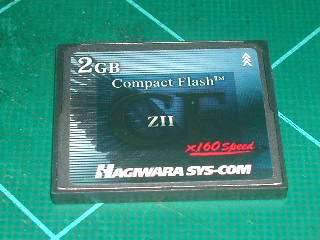 2GB
Compact Flash™
CF
ZII
x160 Speed
HAGIWARA SYS-COM